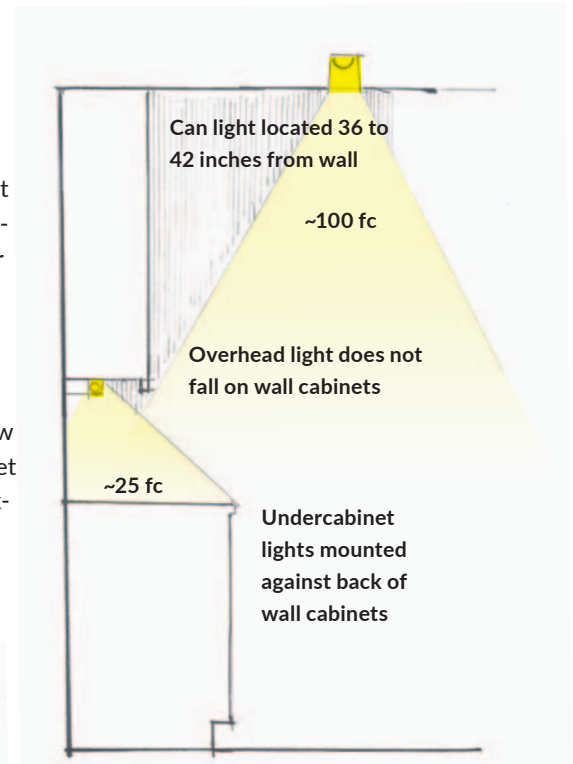 Can light located 36 to
42 inches from wall
~100 fc
Overhead light does not
fall on wall cabinets
~25 fc
Undercabinet
lights mounted
against back of
wall cabinets